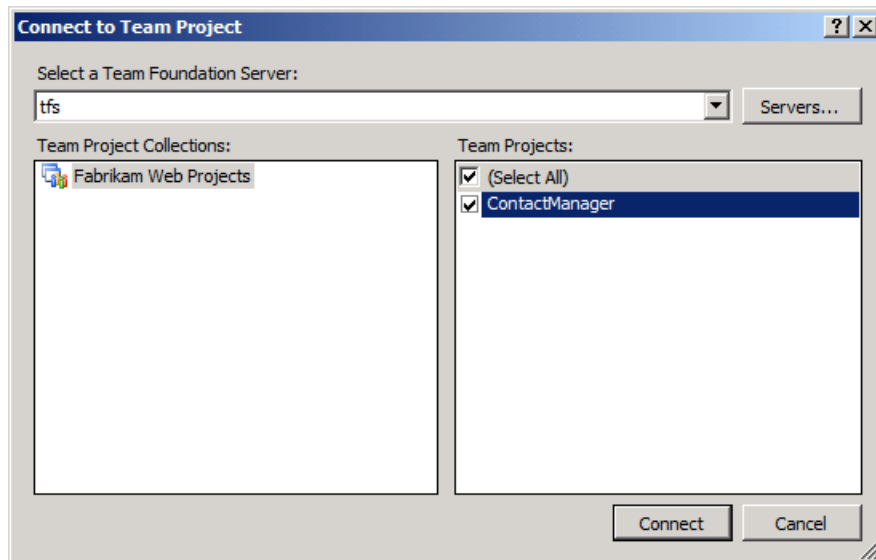 Connect to Team Project
Select a Team Foundation Server:
tfs
Servers...
Team Project Collections:
Team Projects:
Fabrikam Web Projects
(Select All)
ContactManager
Connect
Cancel